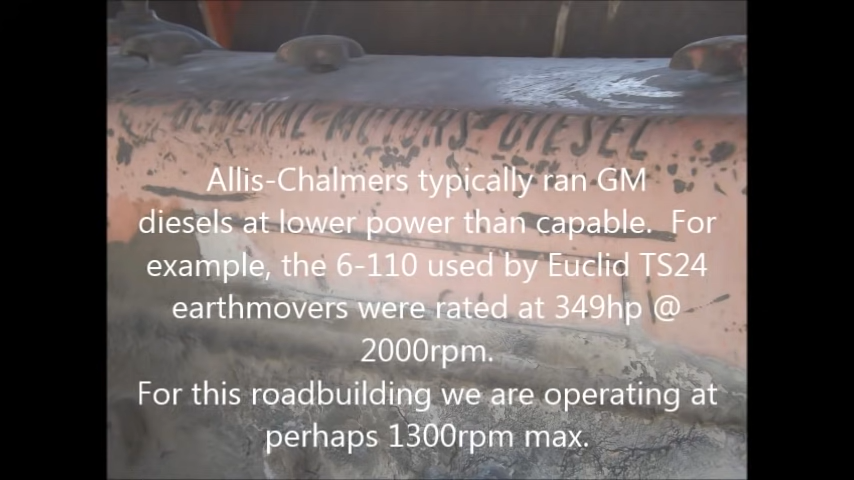 GENERAL MOTORS DIESEL
Allis-Chalmers typically ran GM
diesels at lower power than capable.  For
example, the 6-110 used by Euclid TS24
earthmovers were rated at 349hp @
2000rpm.
For this roadbuilding we are operating at
perhaps 1300rpm max.